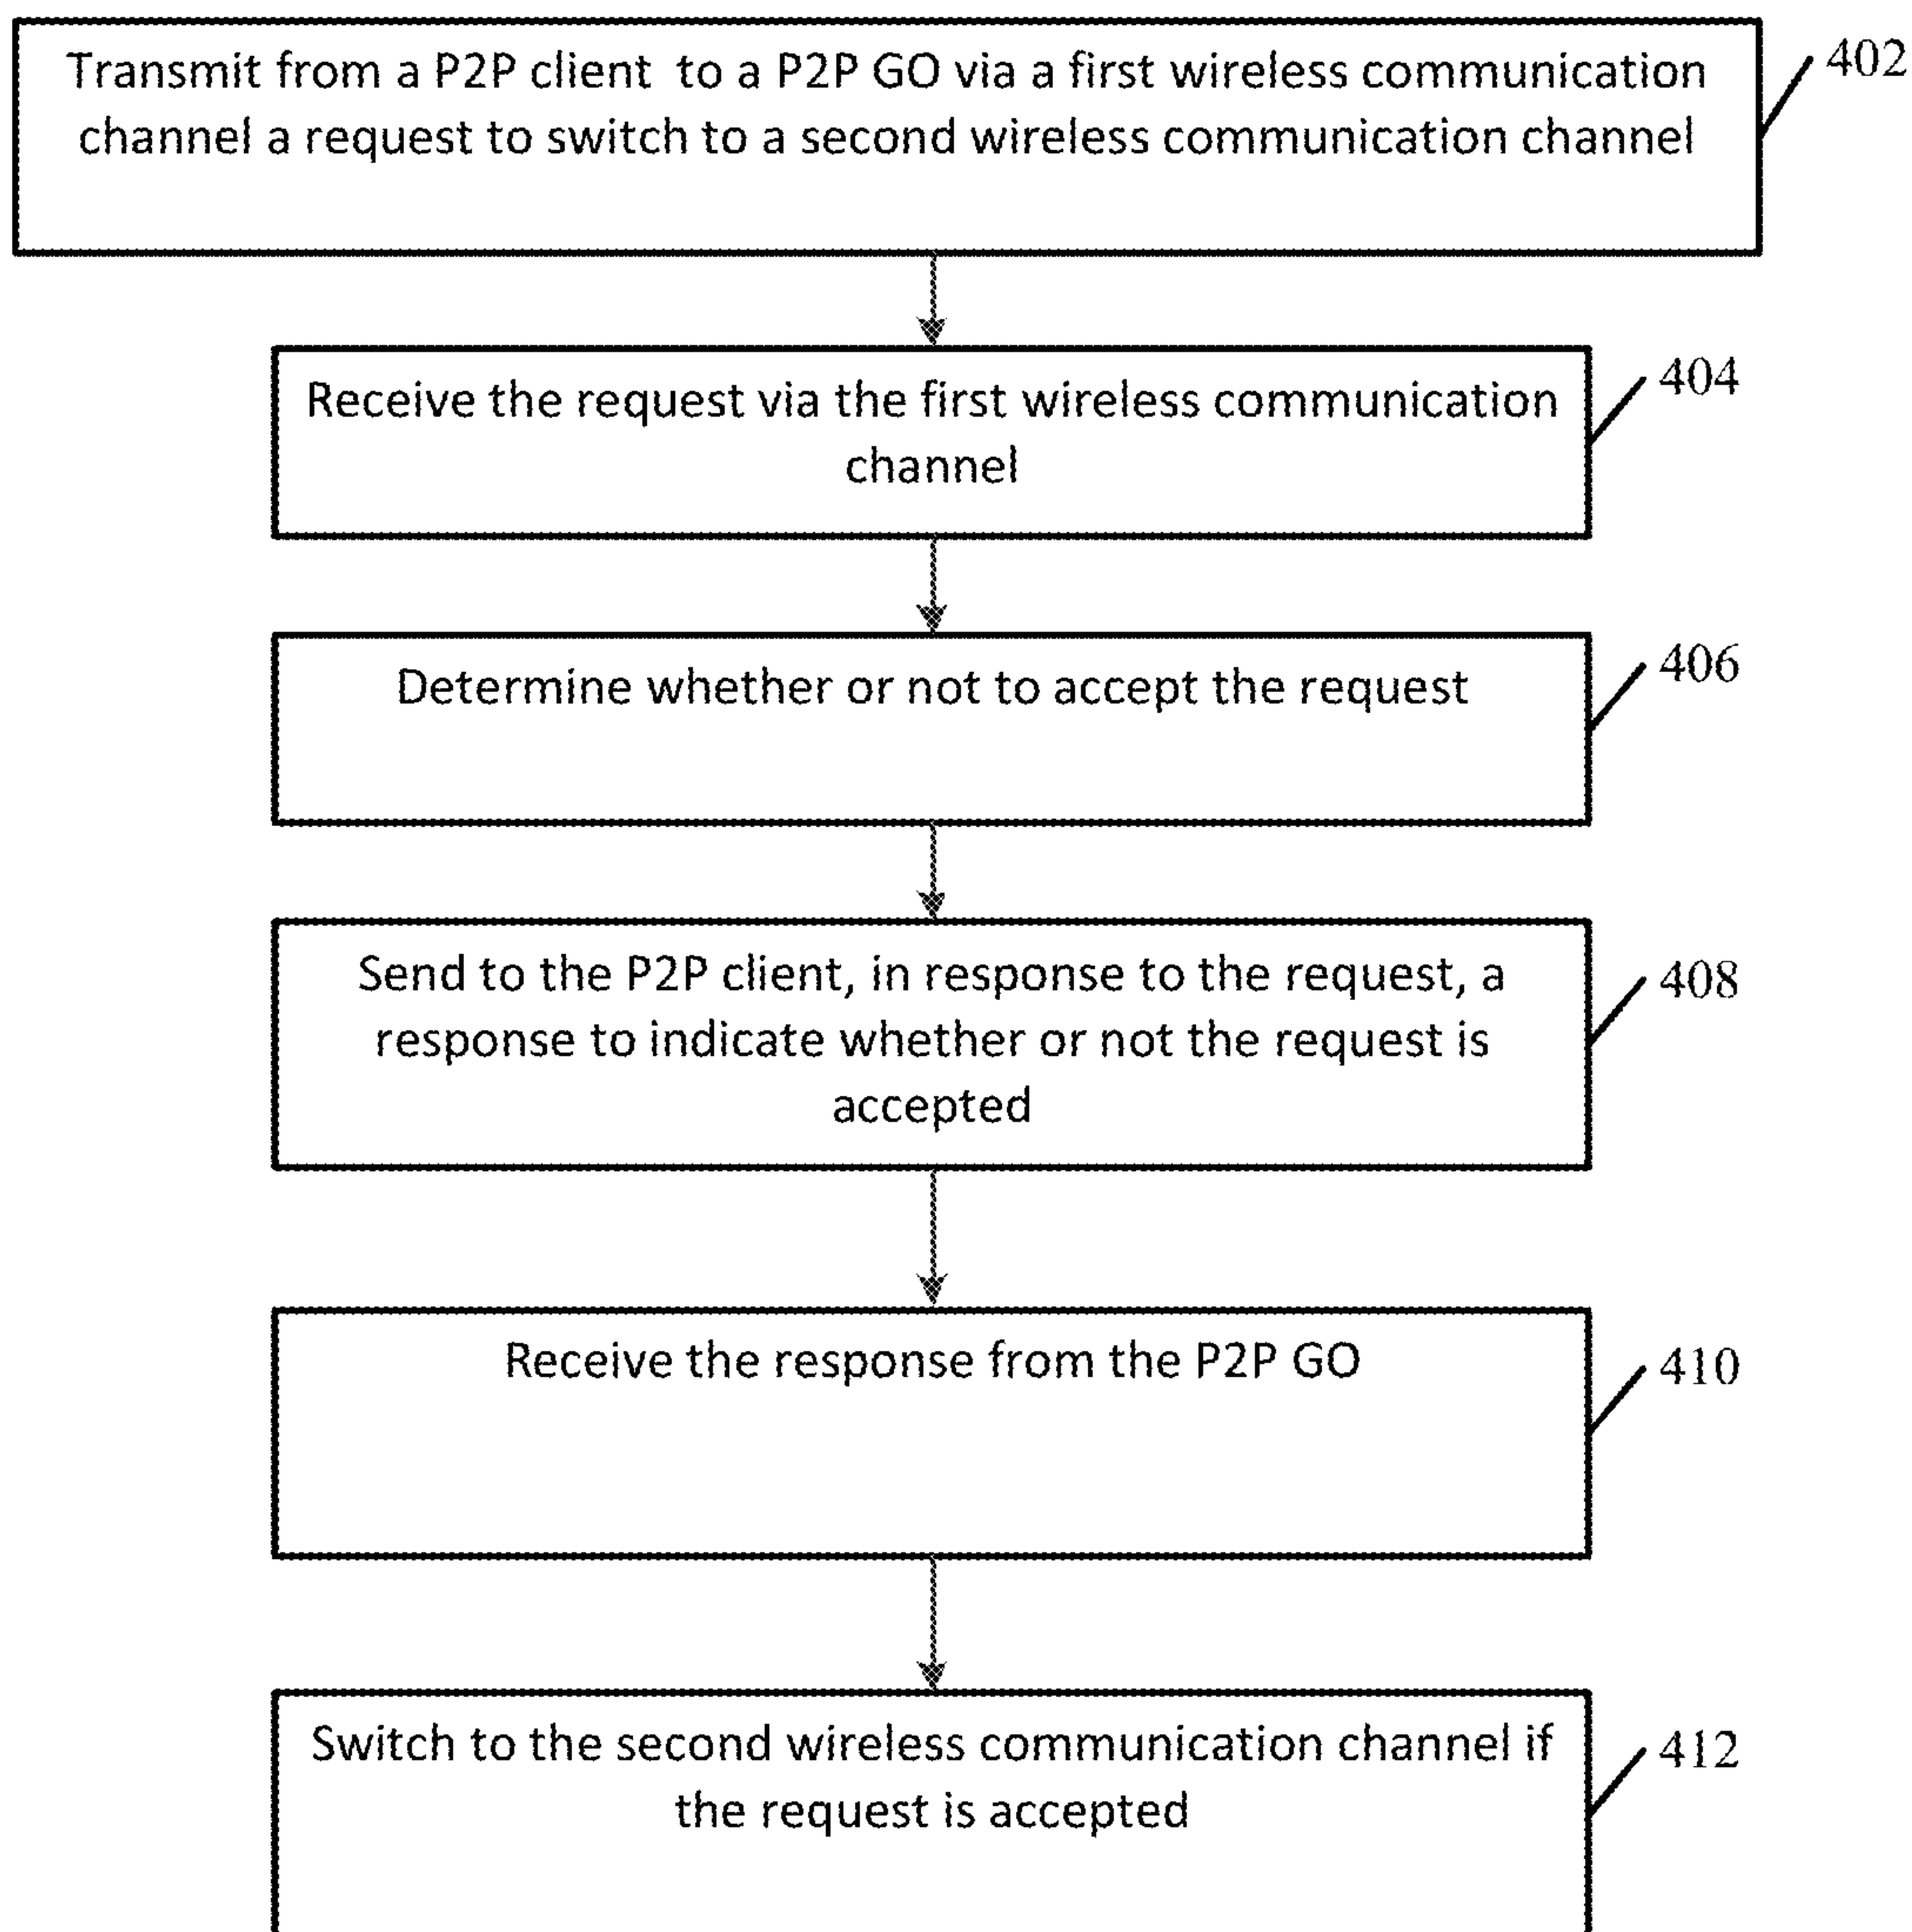 Transmit from a P2P client to a P2P GO via a first wireless communication
channel a request to switch to a second wireless communication channel
402
Receive the request via the first wireless communication
channel
404
Determine whether or not to accept the request
406
Send to the P2P client, in response to the request, a
response to indicate whether or not the request is
accepted
408
Receive the response from the P2P GO
410
Switch to the second wireless communication channel if
the request is accepted
412